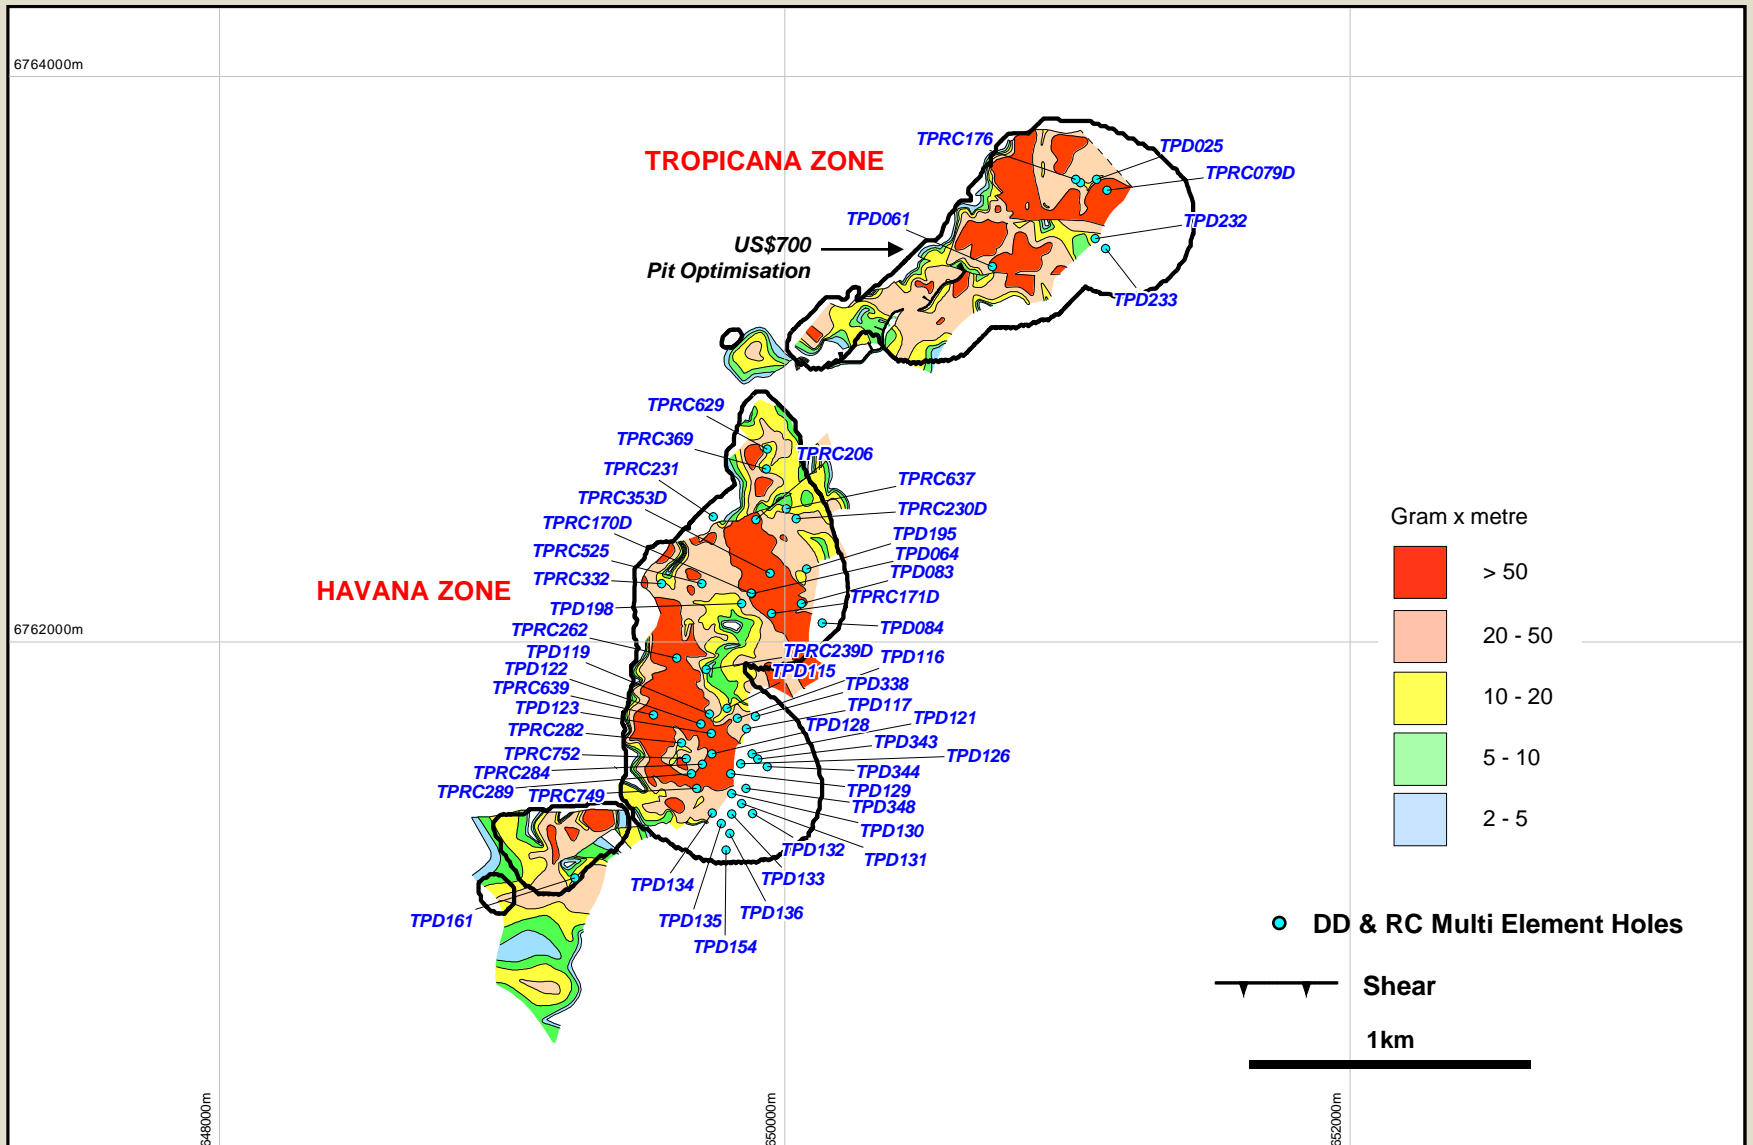 6764000m
TPRC176
TPD025
TROPICANA ZONE
TPRC079D
TPD061
TPD232
US$700
Pit Optimisation
TPD233
TPRC629
TPRC369
TPRC206
TPRC231
TPRC637
TPRC353D
TPRC230D
TPRC170D
TPD195
TPRC525
TPD064
TPRC332
TPD083
HAVANA ZONE
TPRC171D
TPD198
TPD084
TPRC262
TPRC239D
TPD119
TPD116
TPD122
TPD115
TPRC639
TPD338
TPD123
TPD117
TPRC282
TPD128
TPD121
TPRC752
TPD343
TPRC284
TPD126
TPRC289
TPD344
TPRC749
TPD129
TPD348
TPD130
TPD132
TPD131
TPD134
TPD133
TPD161
TPD135
TPD136
TPD154
6762000m
Gram x metre
> 50
20 - 50
10 - 20
5 - 10
2 - 5
DD & RC Multi Element Holes
Shear
1km
648000m
650000m
652000m